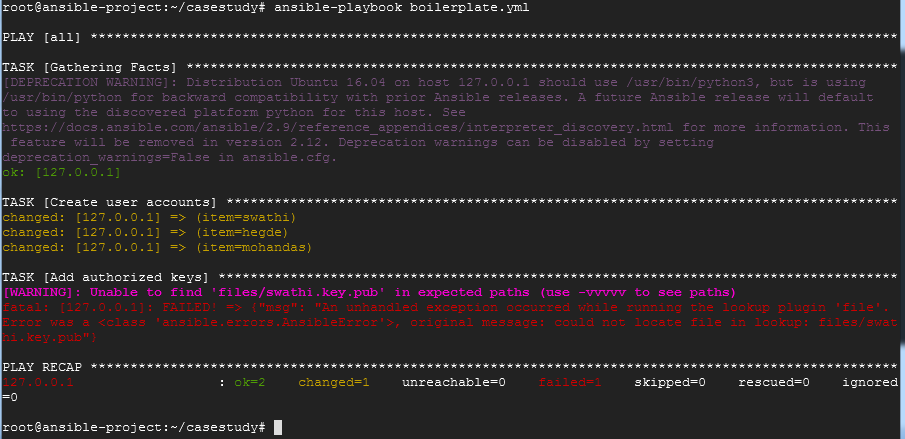 root@ansible-project:~/casestudy# ansible-playbook boilerplate.yml
PLAY [all] *****************************************************************************************************
TASK [Gathering Facts] *****************************************************************************************
[DEPRECATION WARNING]: Distribution Ubuntu 16.04 on host 127.0.0.1 should use /usr/bin/python3, but is using
/usr/bin/python for backward compatibility with prior Ansible releases. A future Ansible release will default
to using the discovered platform python for this host. See
https://docs.ansible.com/ansible/2.9/reference_appendices/interpreter_discovery.html for more information. This
 feature will be removed in version 2.12. Deprecation warnings can be disabled by setting
deprecation_warnings=False in ansible.cfg.
ok: [127.0.0.1]
TASK [Create user accounts] ************************************************************************************
changed: [127.0.0.1] => (item=swathi)
changed: [127.0.0.1] => (item=hegde)
changed: [127.0.0.1] => (item=mohandas)
TASK [Add authorized keys] *************************************************************************************
[WARNING]: Unable to find 'files/swathi.key.pub' in expected paths (use -vvvvv to see paths)
fatal: [127.0.0.1]: FAILED! => {"msg": "An unhandled exception occurred while running the lookup plugin 'file'.
Error was a <class 'ansible.errors.AnsibleError'>, original message: could not locate file in lookup: files/swat
hi.key.pub"}
PLAY RECAP *****************************************************************************************************
127.0.0.1                  : ok=2    changed=1    unreachable=0    failed=1    skipped=0    rescued=0    ignored
=0
root@ansible-project:~/casestudy#